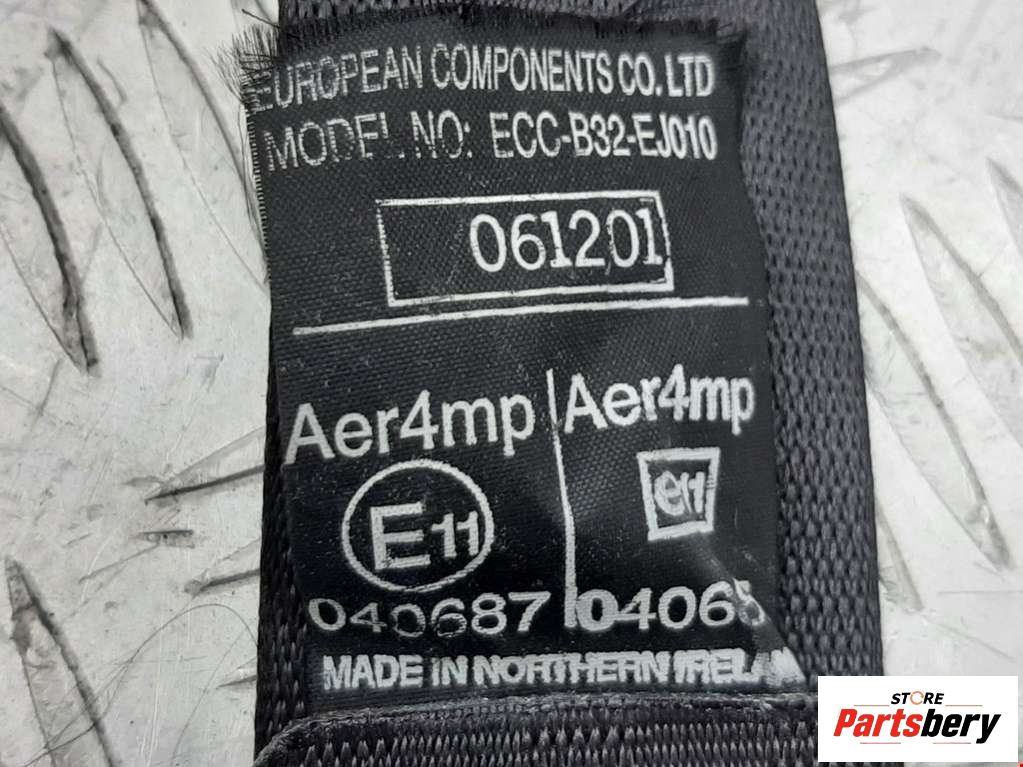 EUROPEAN COMPONENTS CO. LTD
MODEL NO: ECC-B32-EJ010
061201
Aer4mp Aer4mp
E11 e11
040687 04065
MADE IN NORTHERN IRELA
STORE
Partsbery